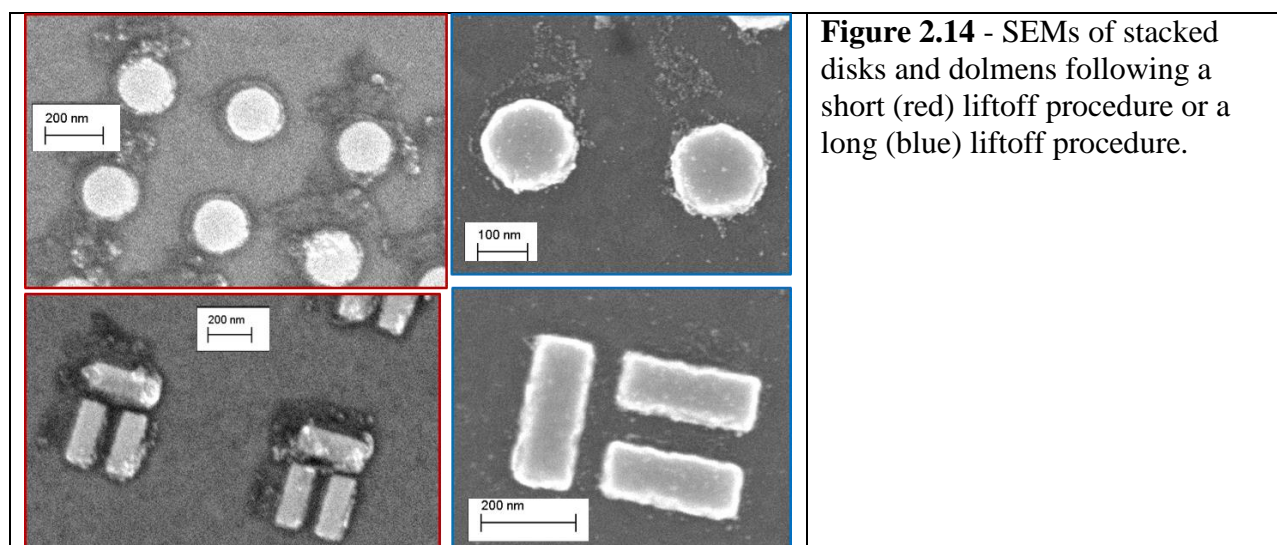 200 nm
100 nm
200 nm
200 nm
Figure 2.14 - SEMs of stacked
disks and dolmens following a
short (red) liftoff procedure or a
long (blue) liftoff procedure.